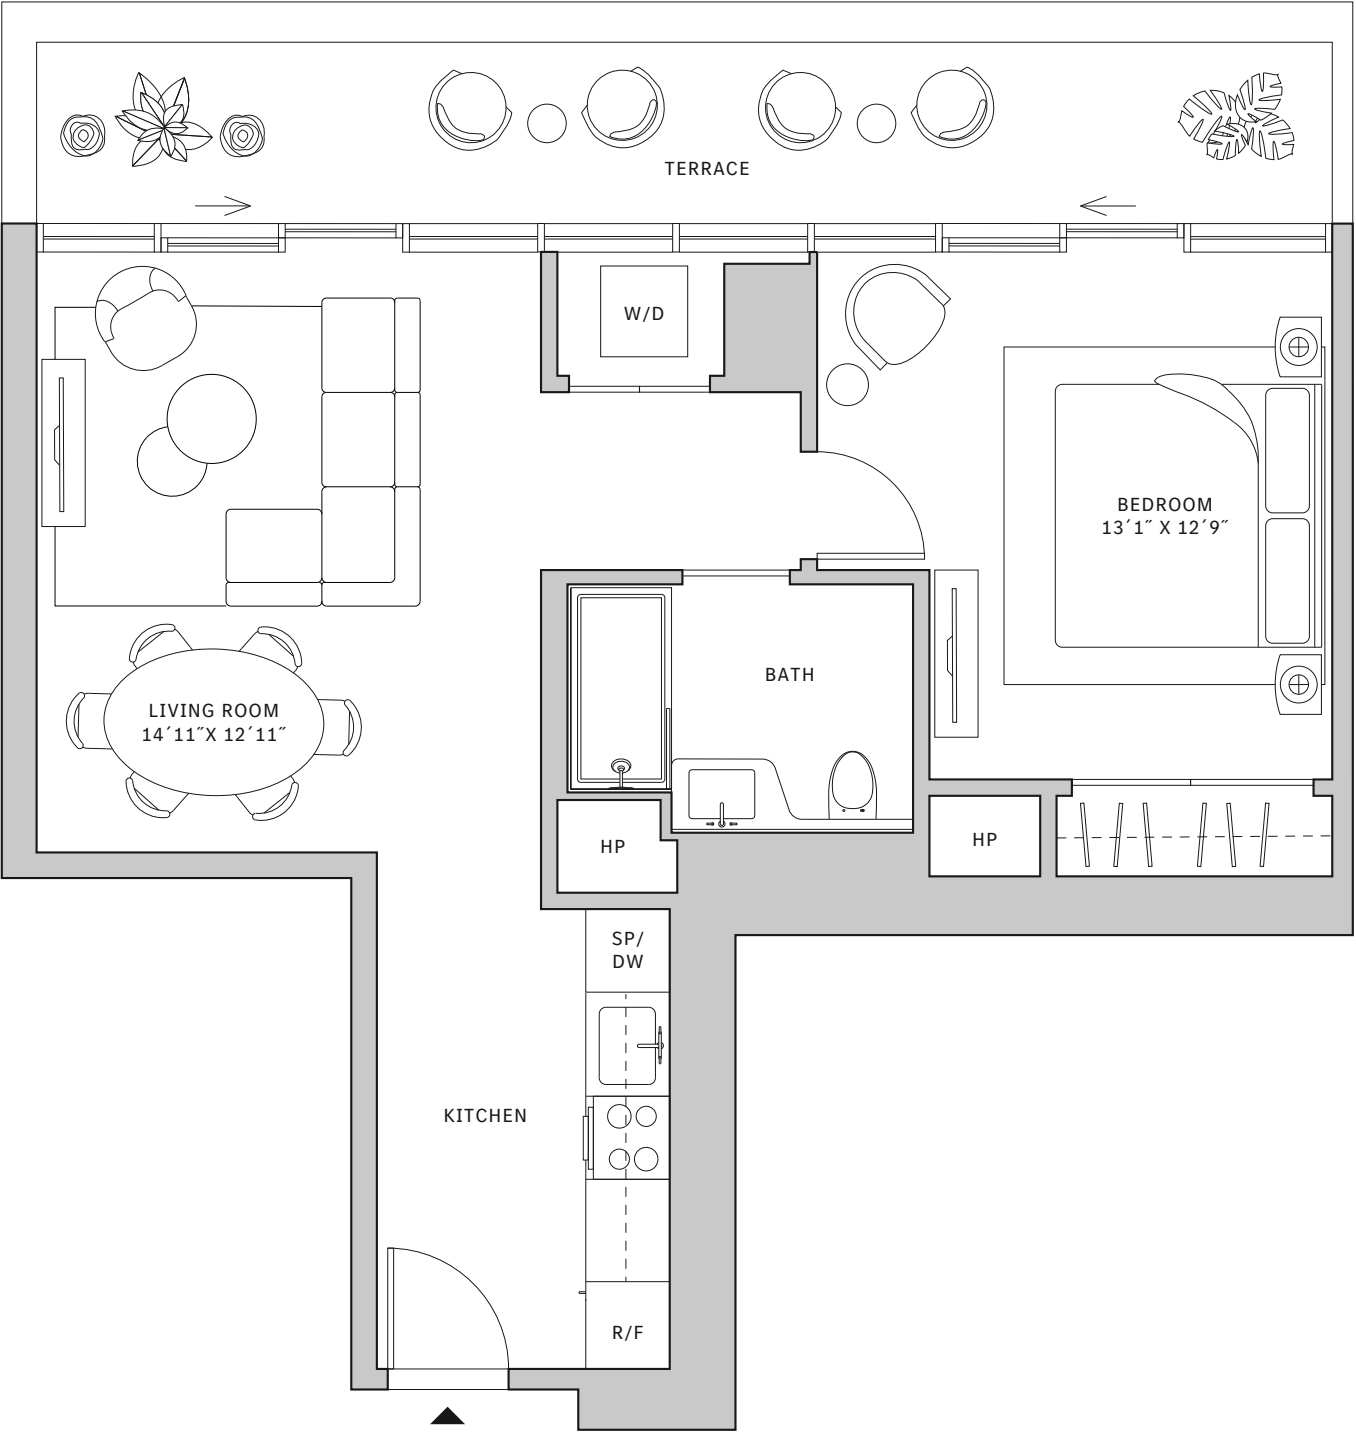 TERRACE
W/D
BEDROOM
13´1˝ X 12´9˝
BATH
LIVING ROOM
14´11˝X 12´11˝
HP
HP
SP/
DW
KITCHEN
R/F